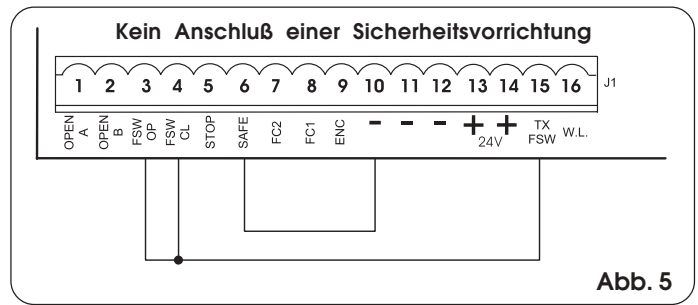 Kein Anschluß einer Sicherheitsvorrichtung
1 2 3 4 5 6 7 8 9 10 11 12 13 14 15 16 J1
OPEN A OPEN B FSW OP FSW CL STOP SAFE FC2 FC1 ENC - - - + + TX FSW W.L.
24V
Abb. 5